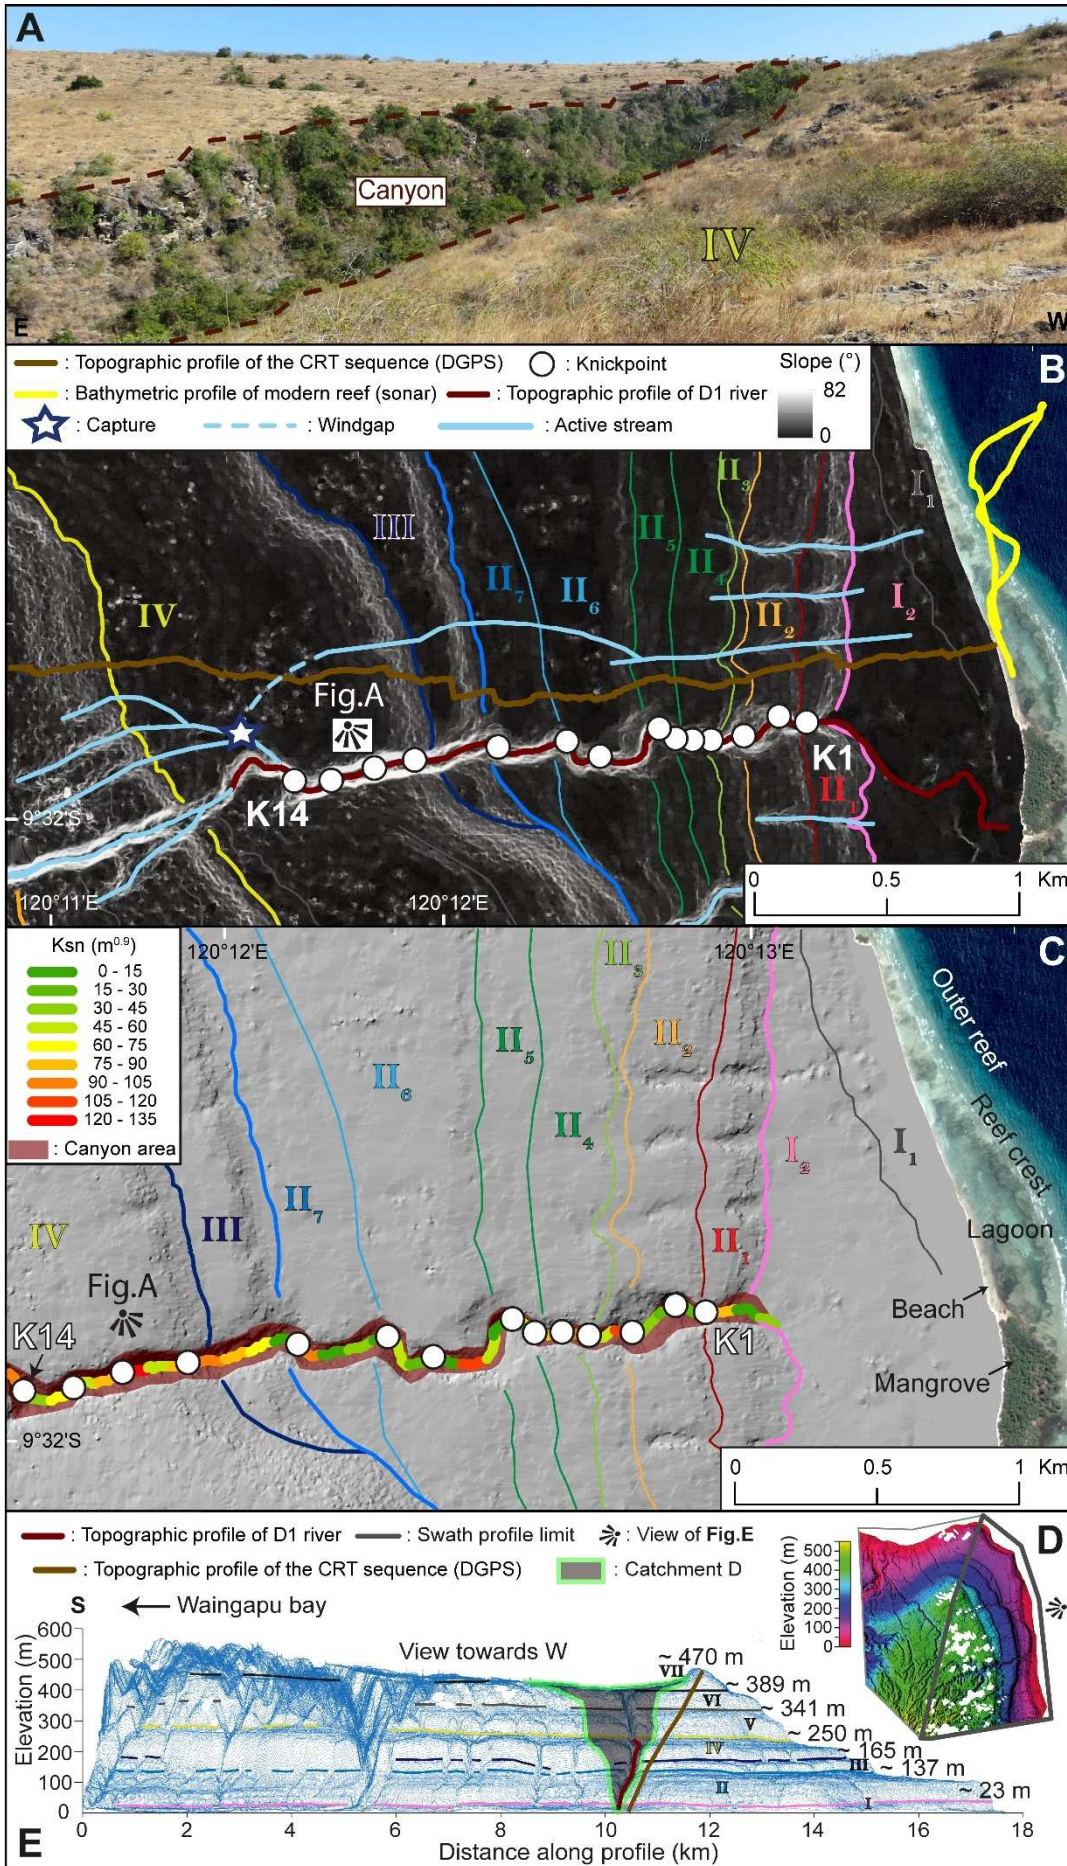 A
Canyon
IV
E
W
: Topographic profile of the CRT sequence (DGPS)
: Knickpoint
Slope (°)
B
: Bathymetric profile of modern reef (sonar)
: Topographic profile of D1 river
82
: Capture
: Windgap
: Active stream
0
II3
I1
III
II5
II7
II6
II4
IV
II2
I2
Fig.A
K1
K14
II1
9°32'S
0
0.5
1
Km
120°11'E
120°12'E
Ksn (m0.9)
120°12'E
120°13'E
C
0 - 15
15 - 30
30 - 45
45 - 60
60 - 75
75 - 90
90 - 105
105 - 120
120 - 135
: Canyon area
II3
Outer reef
II5
II2
Reef crest
II6
II4
I2
I1
IV
III
II7
II1
Lagoon
Fig.A
Beach
K14
K1
Mangrove
9°32'S
0
0.5
1
Km
: Topographic profile of D1 river
: Swath profile limit
: View of Fig.E
D
: Topographic profile of the CRT sequence (DGPS)
: Catchment D
Elevation (m)
500
400
300
200
100
0
S
Waingapu bay
View towards W
Elevation (m)
600
500
400
300
200
100
0
~ 470 m
VII
~ 389 m
VI
~ 341 m
V
~ 250 m
IV
~ 165 m
III
~ 137 m
II
~ 23 m
I
0
2
4
6
8
10
12
14
16
18
E
Distance along profile (km)